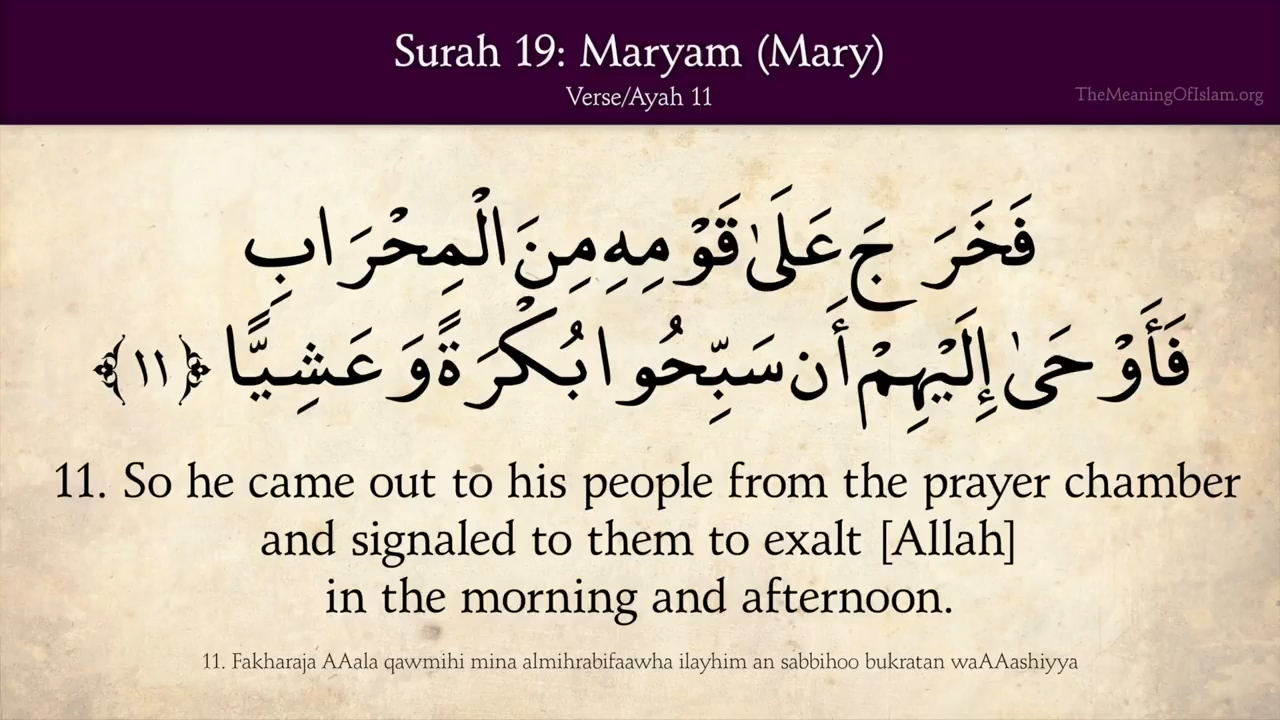 Surah 19: Maryam (Mary)
Verse/Ayah 11
TheMeaningOfIslam.org
فَخَرَجَ عَلَىٰ قَوْمِهِ مِنَ الْمِحْرَابِ
فَأَوْحَىٰ إِلَيْهِمْ أَن سَبِّحُوا بُكْرَةً وَعَشِيًّا ﴿١١﴾
11. So he came out to his people from the prayer chamber
and signaled to them to exalt [Allah]
in the morning and afternoon.
11. Fakharaja AAala qawmihi mina almihrabifaawha ilayhim an sabbihoo bukratan waAAashiyya